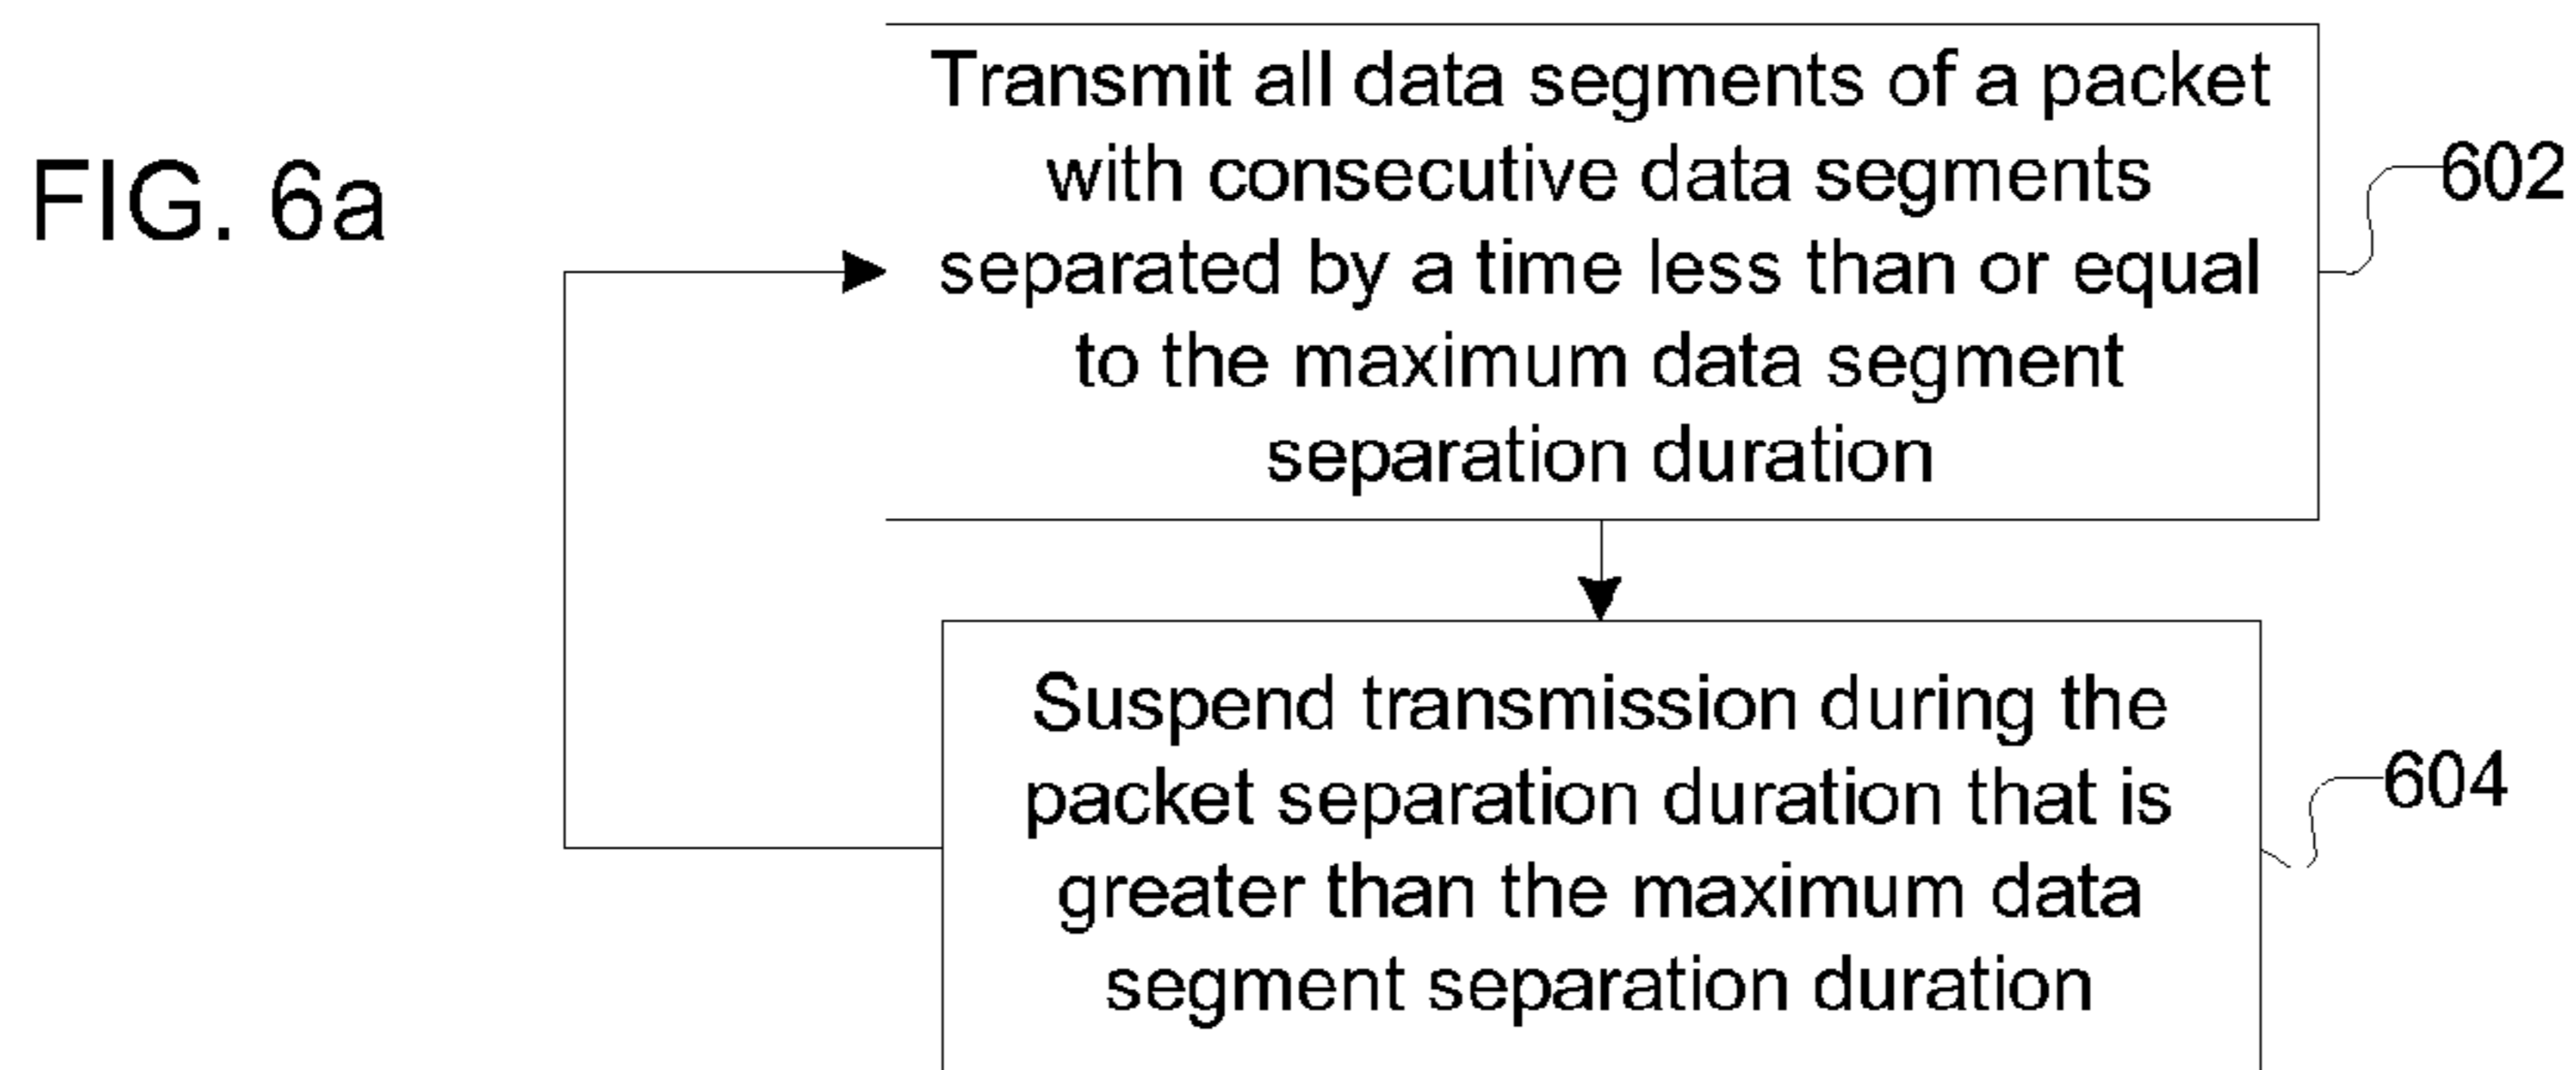 FIG. 6a
Transmit all data segments of a packet
with consecutive data segments
separated by a time less than or equal
to the maximum data segment
separation duration
602
Suspend transmission during the
packet separation duration that is
greater than the maximum data
segment separation duration
604